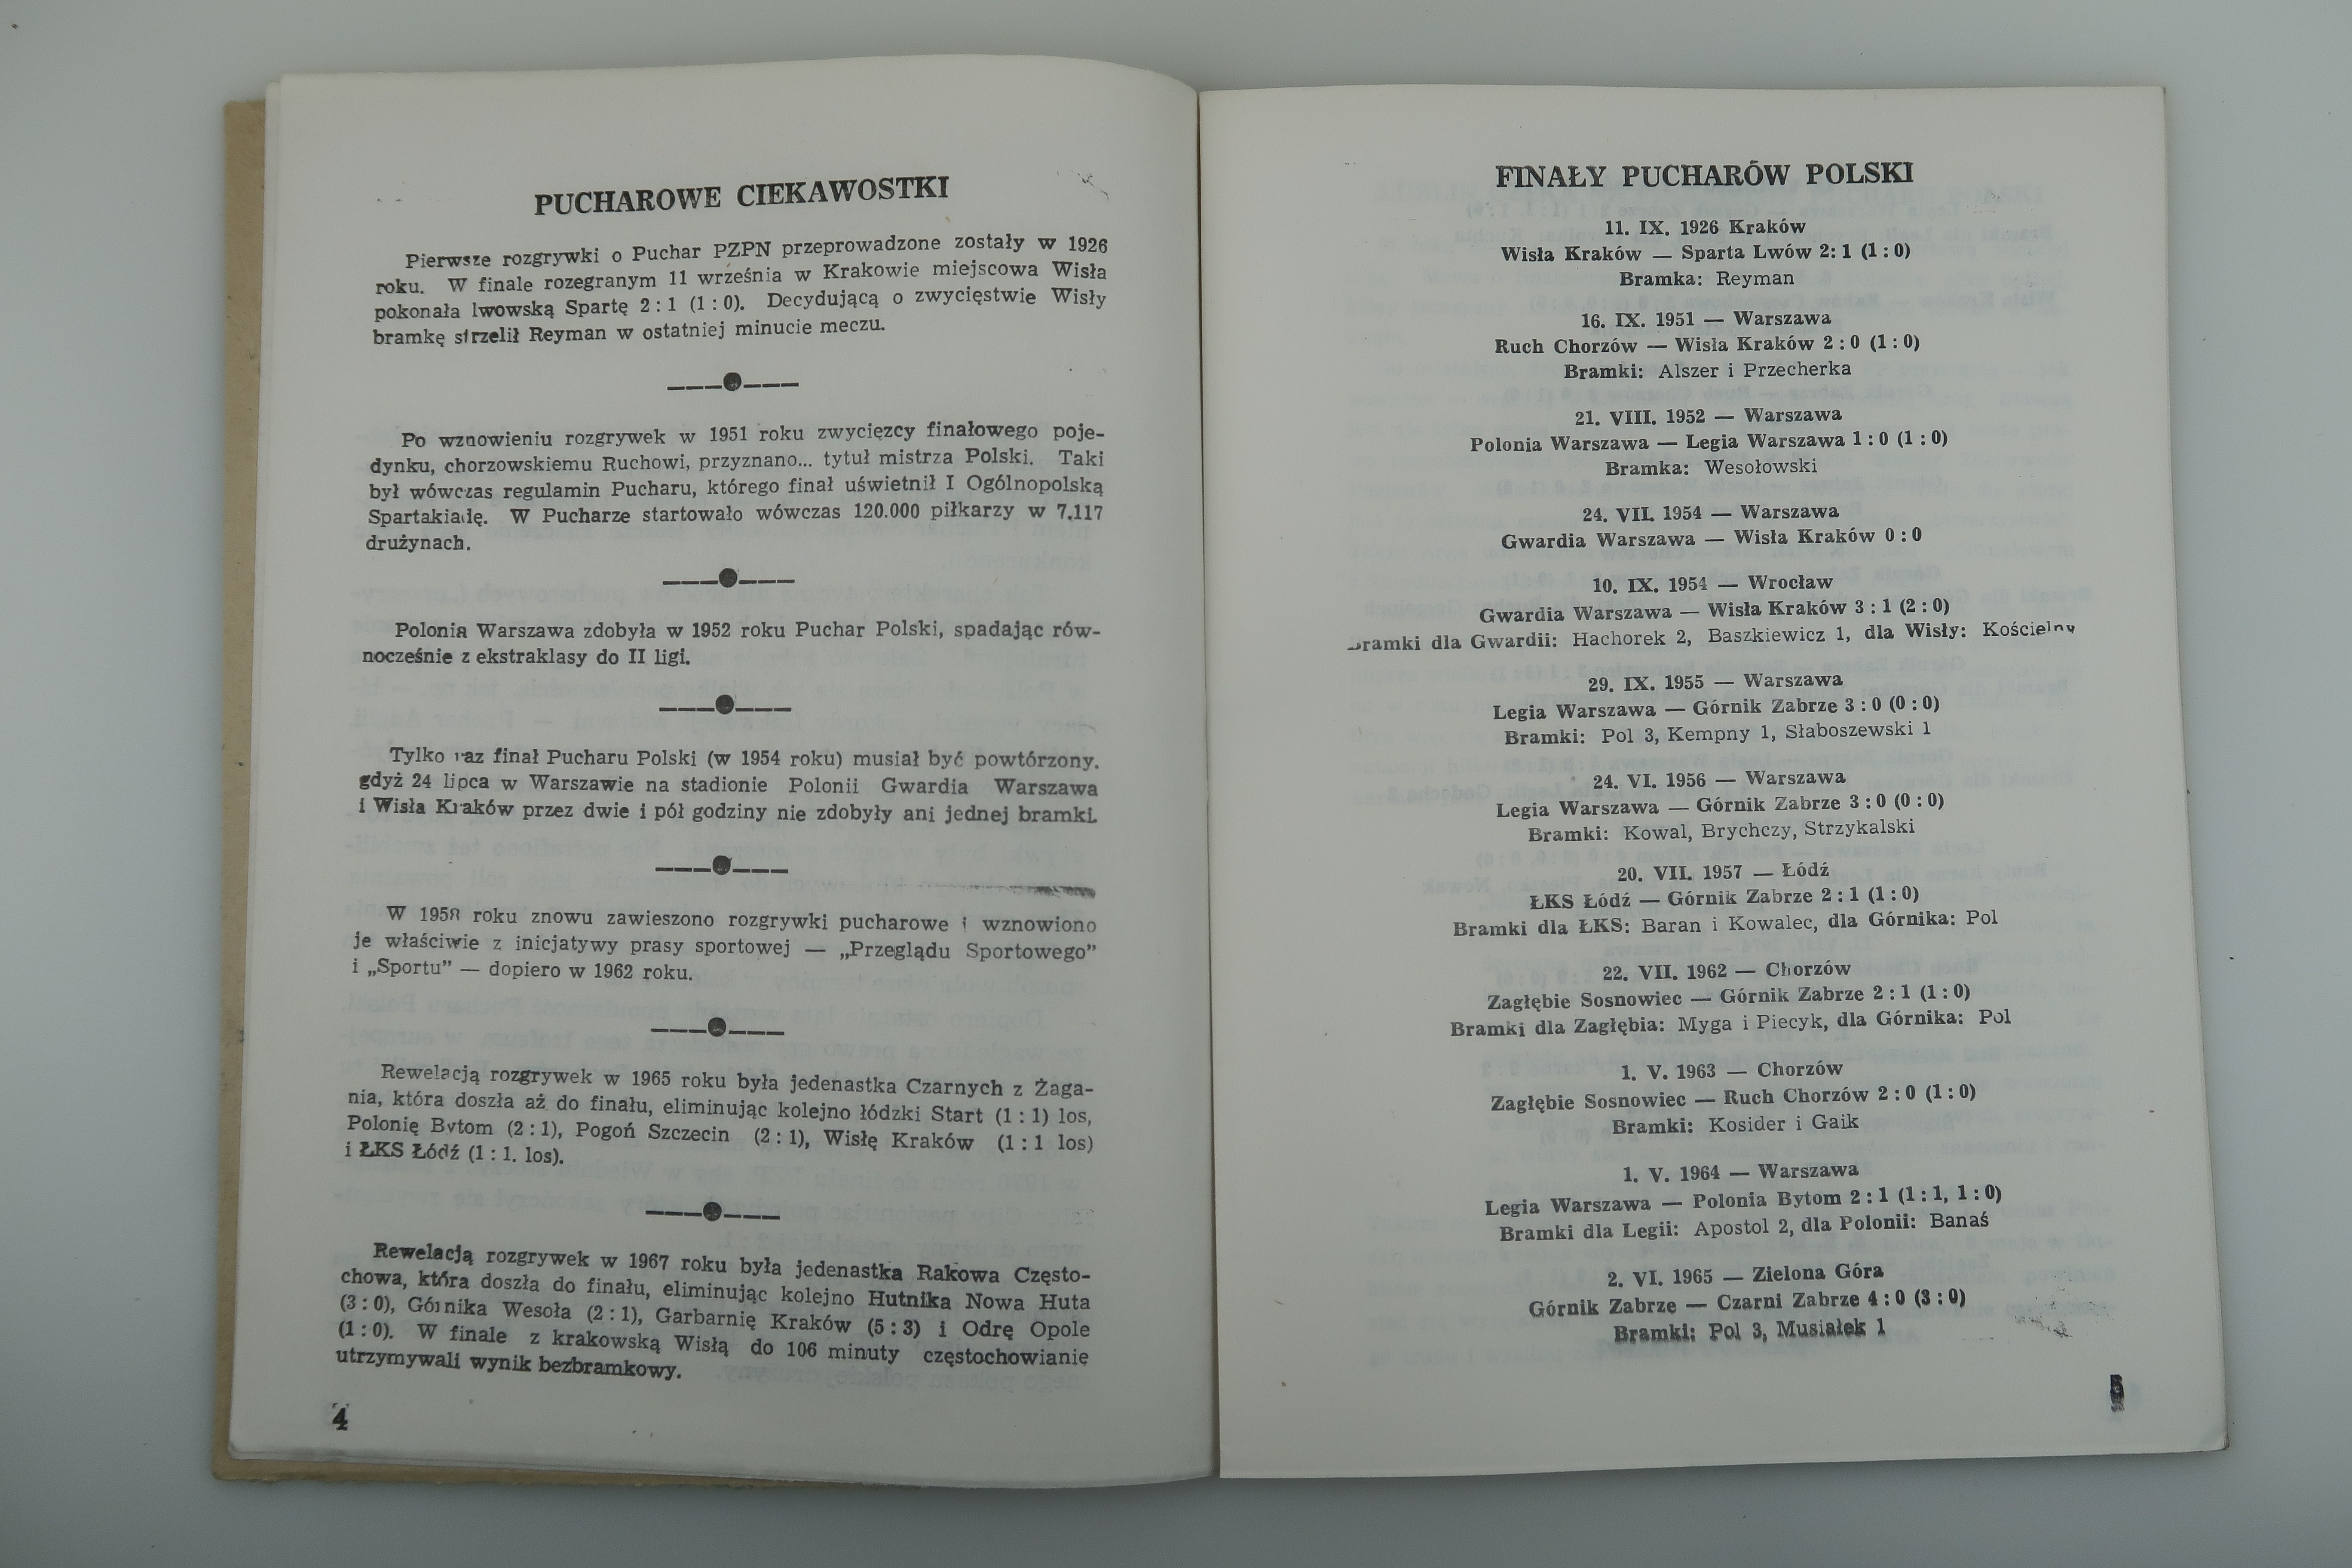 PUCHAROWE CIEKAWOSTKI
Pierwsze rozgrywki o Puchar PZPN przeprowadzone zostały w 1926
roku. W finale rozegranym 11 września w Krakowie miejscowa Wisła
pokonała lwowską Spartę 2:1 (1:0). Decydującą o zwycięstwie Wisły
bramkę strzelił Reyman w ostatniej minucie meczu.
Po wznowieniu rozgrywek w 1951 roku zwycięzcy finałowego poje-
dynku, chorzowskiemu Ruchowi, przyznano... tytuł mistrza Polski. Taki
był wówczas regulamin Pucharu, którego finał uświetnił I Ogólnopolską
Spartakiadę. W Pucharze startowało wówczas 120.000 piłkarzy w 7.117
drużynach.
Polonia Warszawa zdobyła w 1952 roku Puchar Polski, spadając rów-
nocześnie z ekstraklasy do II ligi.
Tylko raz finał Pucharu Polski (w 1954 roku) musiał być powtórzony.
gdyż 24 lipca w Warszawie na stadionie Polonii Gwardia Warszawa
i Wisła Kraków przez dwie i pół godziny nie zdobyły ani jednej bramki.
W 1958 roku znowu zawieszono rozgrywki pucharowe i wznowiono
je właściwie z inicjatywy prasy sportowej — „Przeglądu Sportowego”
i „Sportu” — dopiero w 1962 roku.
Rewelacją rozgrywek w 1965 roku była jedenastka Czarnych z Żaga-
nia, która doszła aż do finału, eliminując kolejno łódzki Start (1:1) los,
Polonię Bytom (2:1), Pogoń Szczecin (2:1), Wisłę Kraków (1:1 los)
i ŁKS Łódź (1:1. los).
Rewelacją rozgrywek w 1967 roku była jedenastka Rakowa Często-
chowa, która doszła do finału, eliminując kolejno Hutnika Nowa Huta
(3:0), Górnika Wesoła (2:1), Garbarnię Kraków (5:3) i Odrę Opole
(1:0). W finale z krakowską Wisłą do 106 minuty częstochowianie
utrzymywali wynik bezbramkowy.
4
FINAŁY PUCHARÓW POLSKI
11. IX. 1926 Kraków
Wisła Kraków — Sparta Lwów 2:1 (1:0)
Bramka: Reyman
16. IX. 1951 — Warszawa
Ruch Chorzów — Wisła Kraków 2:0 (1:0)
Bramki: Alszer i Przecherka
21. VIII. 1952 — Warszawa
Polonia Warszawa — Legia Warszawa 1:0 (1:0)
Bramka: Wesołowski
24. VII. 1954 — Warszawa
Gwardia Warszawa — Wisła Kraków 0:0
10. IX. 1954 — Wrocław
Gwardia Warszawa — Wisła Kraków 3:1 (2:0)
Bramki dla Gwardii: Hachorek 2, Baszkiewicz 1, dla Wisły: Kościelny
29. IX. 1955 — Warszawa
Legia Warszawa — Górnik Zabrze 3:0 (0:0)
Bramki: Pol 3, Kempny 1, Słaboszewski 1
24. VI. 1956 — Warszawa
Legia Warszawa — Górnik Zabrze 3:0 (0:0)
Bramki: Kowal, Brychczy, Strzykalski
20. VII. 1957 — Łódź
ŁKS Łódź — Górnik Zabrze 2:1 (1:0)
Bramki dla ŁKS: Baran i Kowalec, dla Górnika: Pol
22. VII. 1962 — Chorzów
Zagłębie Sosnowiec — Górnik Zabrze 2:1 (1:0)
Bramki dla Zagłębia: Myga i Piecyk, dla Górnika: Pol
1. V. 1963 — Chorzów
Zagłębie Sosnowiec — Ruch Chorzów 2:0 (1:0)
Bramki: Kosider i Gaik
1. V. 1964 — Warszawa
Legia Warszawa — Polonia Bytom 2:1 (1:1, 1:0)
Bramki dla Legii: Apostol 2, dla Polonii: Banaś
2. VI. 1965 — Zielona Góra
Górnik Zabrze — Czarni Zabrze 4:0 (3:0)
Bramki: Pol 3, Musiałek 1
5